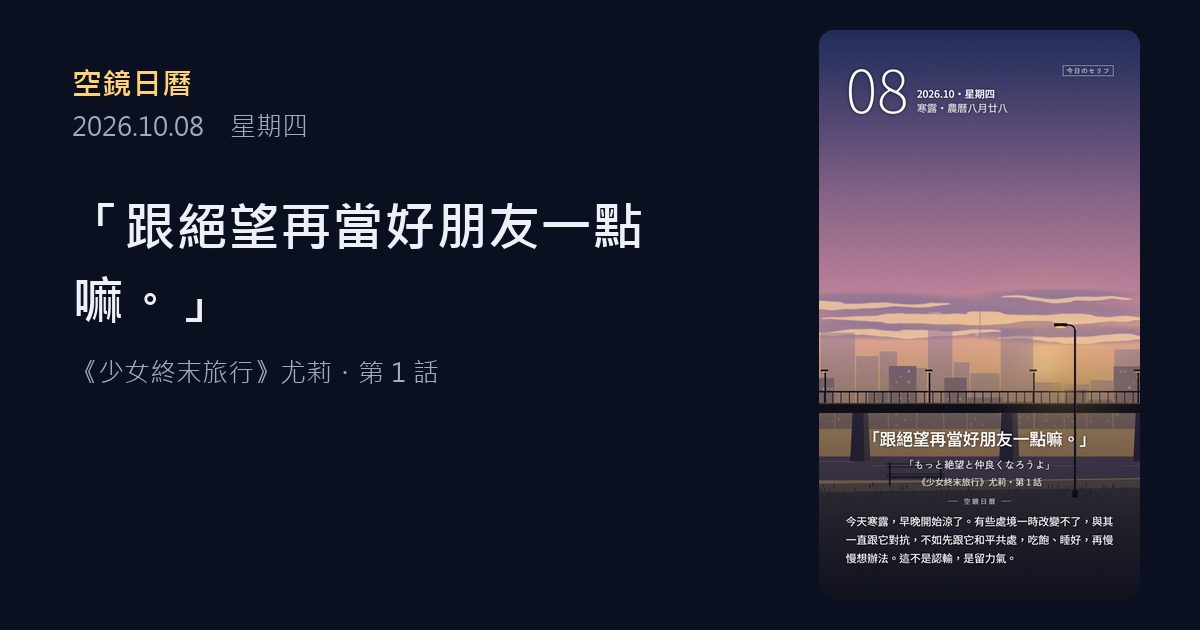 空鏡日曆
2026.10.08 星期四
「跟絕望再當好朋友一點
嘛。」
《少女終末旅行》尤莉・第 1 話
08
2026.10・星期四
寒露・農曆八月廿八
今日のセリフ
「跟絕望再當好朋友一點嘛。」
「もっと絶望と仲良くなろうよ」
《少女終末旅行》尤莉・第 1 話
— 空鏡日曆 —
今天寒露，早晚開始涼了。有些處境一時改變不了，與其
一直跟它對抗，不如先跟它和平共處，吃飽、睡好，再慢
慢想辦法。這不是認輸，是留力氣。